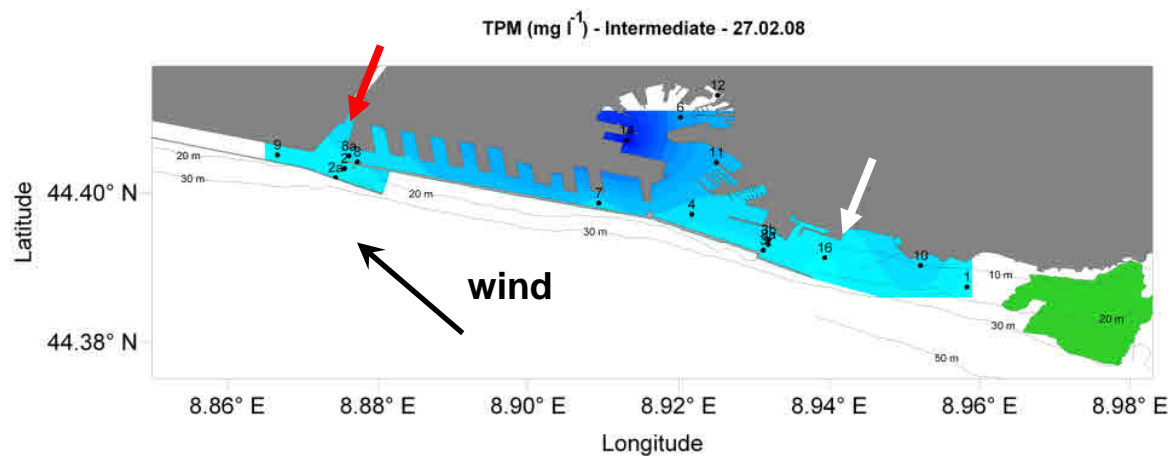 TPM (mg l-1) - Intermediate - 27.02.08
12
6
14
8a
9
8
2
2a
11
20 m
30 m
20 m
7
4
44.40° N
30 m
3b
16
10
1
10 m
wind
20 m
30 m
50 m
44.38° N
Latitude
8.86° E 8.88° E 8.90° E 8.92° E 8.94° E 8.96° E 8.98° E
Longitude